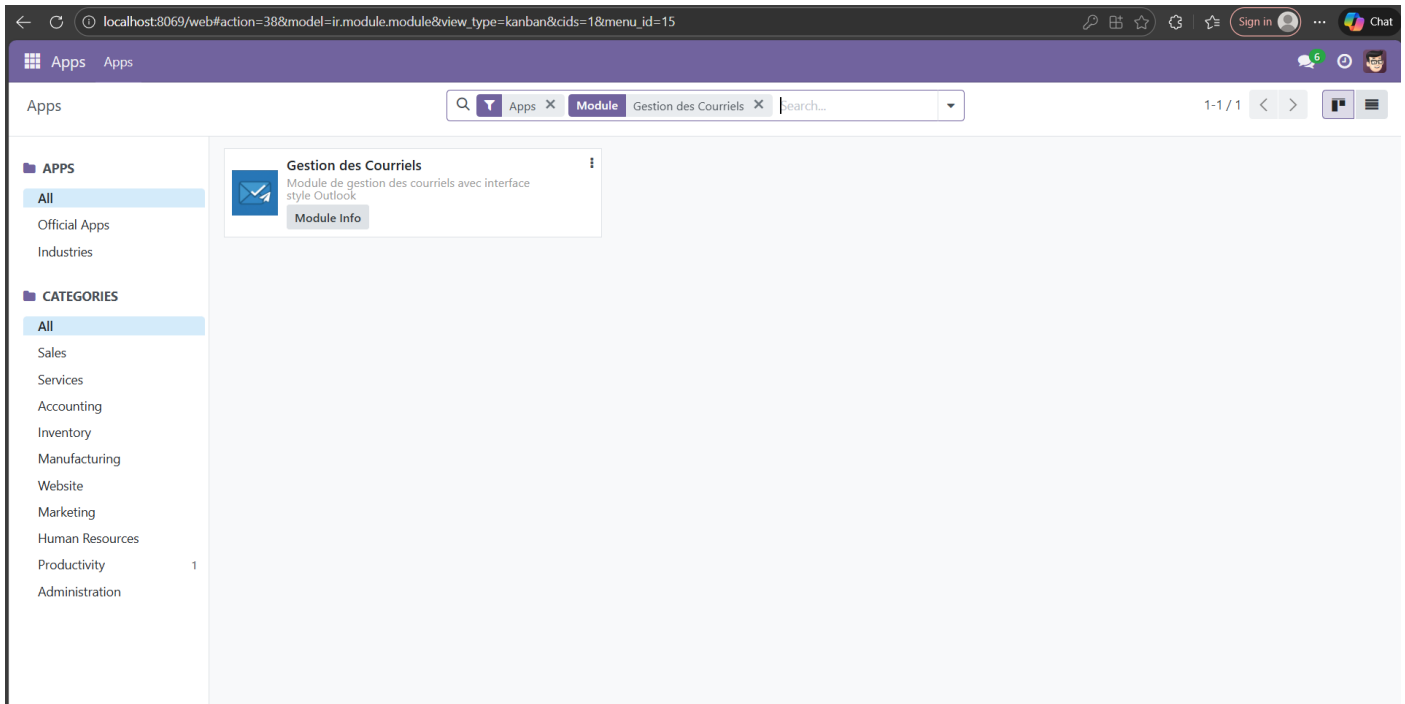 localhost:8069/web#action=38&model=ir.module.module&view_type=kanban&cids=1&menu_id=15
Sign in
Chat
Apps Apps
6
Apps
Apps
Module Gestion des Courriels
Search...
1-1 / 1
APPS
All
Official Apps
Industries
CATEGORIES
All
Sales
Services
Accounting
Inventory
Manufacturing
Website
Marketing
Human Resources
Productivity 1
Administration
Gestion des Courriels
Module de gestion des courriels avec interface
style Outlook
Module Info